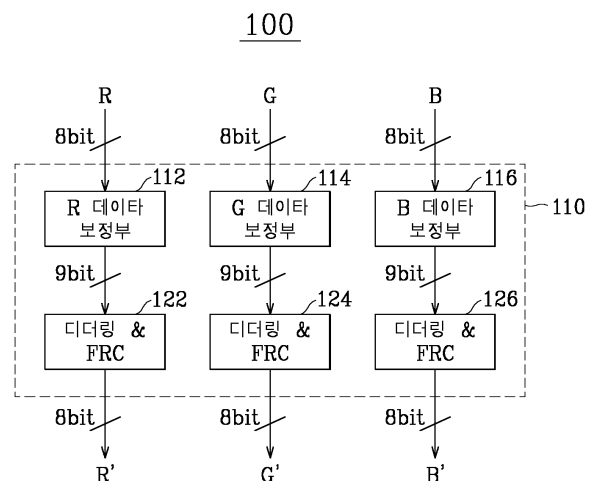 100
R G B
8bit 8bit 8bit
112 114 116
R 데이타 보정부 G 데이타 보정부 B 데이타 보정부
110
9bit 9bit 9bit
122 124 126
디더링 & FRC 디더링 & FRC 디더링 & FRC
8bit 8bit 8bit
R' G' B'